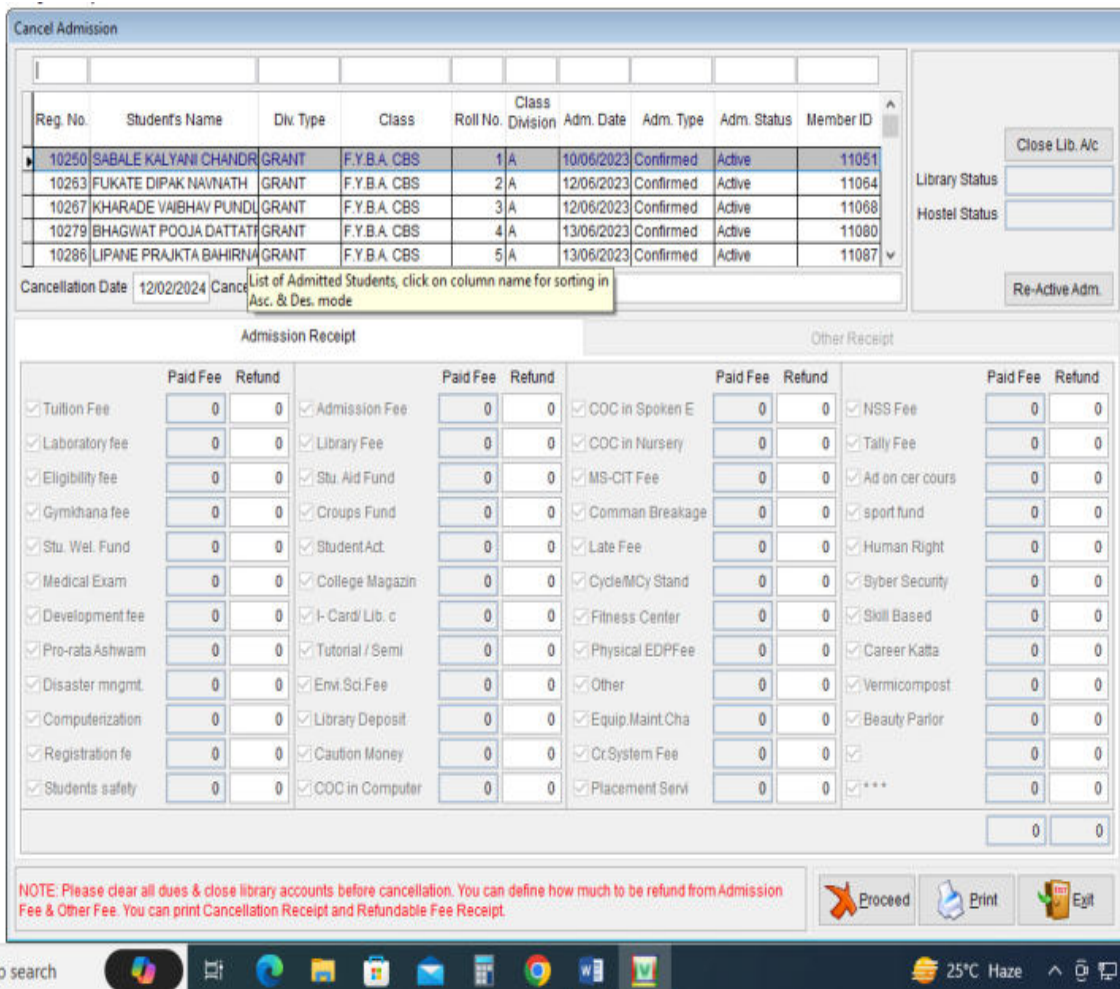 Cancel Admission
Reg. No. Student's Name Div. Type Class Roll No. Class Division Adm. Date Adm. Type Adm. Status Member ID
10250 SABALE KALYANI CHANDR GRANT F.Y.B.A. CBS 1 A 10/06/2023 Confirmed Active 11051
10263 FUKATE DIPAK NAVNATH GRANT F.Y.B.A. CBS 2 A 12/06/2023 Confirmed Active 11064
10267 KHARADE VAIBHAV PUNDL GRANT F.Y.B.A. CBS 3 A 12/06/2023 Confirmed Active 11068
10279 BHAGWAT POOJA DATTAT GRANT F.Y.B.A. CBS 4 A 13/06/2023 Confirmed Active 11080
10286 LIPANE PRAJKTA BAHIRNA GRANT F.Y.B.A. CBS 5 A 13/06/2023 Confirmed Active 11087
Close Lib. A/c
Library Status
Hostel Status
Cancellation Date 12/02/2024 Cance
List of Admitted Students, click on column name for sorting in
Asc. & Des. mode
Re-Active Adm.
Admission Receipt Other Receipt
Paid Fee Refund Paid Fee Refund Paid Fee Refund Paid Fee Refund
Tuition Fee 0 0 Admission Fee 0 0 COC in Spoken E 0 0 NSS Fee 0 0
Laboratory fee 0 0 Library Fee 0 0 COC in Nursery 0 0 Tally Fee 0 0
Eligibility fee 0 0 Stu. Aid Fund 0 0 MS-CIT Fee 0 0 Ad on cer cours 0 0
Gymkhana fee 0 0 Croups Fund 0 0 Comman Breakage 0 0 sport fund 0 0
Stu. Wel. Fund 0 0 Student Act. 0 0 Late Fee 0 0 Human Right 0 0
Medical Exam 0 0 College Magazin 0 0 Cycle/MCy Stand 0 0 Syber Security 0 0
Development fee 0 0 I- Card/ Lib. c 0 0 Fitness Center 0 0 Skill Based 0 0
Pro-rata Ashwam 0 0 Tutorial / Semi 0 0 Physical EDPFee 0 0 Career Katta 0 0
Disaster mngmt. 0 0 Envi.Sci.Fee 0 0 Other 0 0 Vermicompost 0 0
Computerization 0 0 Library Deposit 0 0 Equip.Maint.Cha 0 0 Beauty Parlor 0 0
Registration fe 0 0 Caution Money 0 0 Cr.System Fee 0 0 0 0
Students safety 0 0 COC in Computer 0 0 Placement Servi 0 0 * * * 0 0
0 0
NOTE: Please clear all dues & close library accounts before cancellation. You can define how much to be refund from Admission
Fee & Other Fee. You can print Cancellation Receipt and Refundable Fee Receipt.
Proceed Print Exit
search 25°C Haze